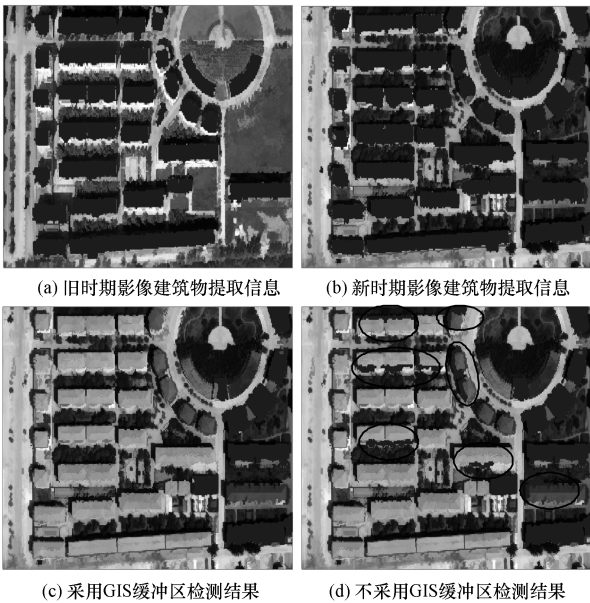 (a) 旧时期影像建筑物提取信息
(b) 新时期影像建筑物提取信息
(c) 采用GIS缓冲区检测结果
(d) 不采用GIS缓冲区检测结果